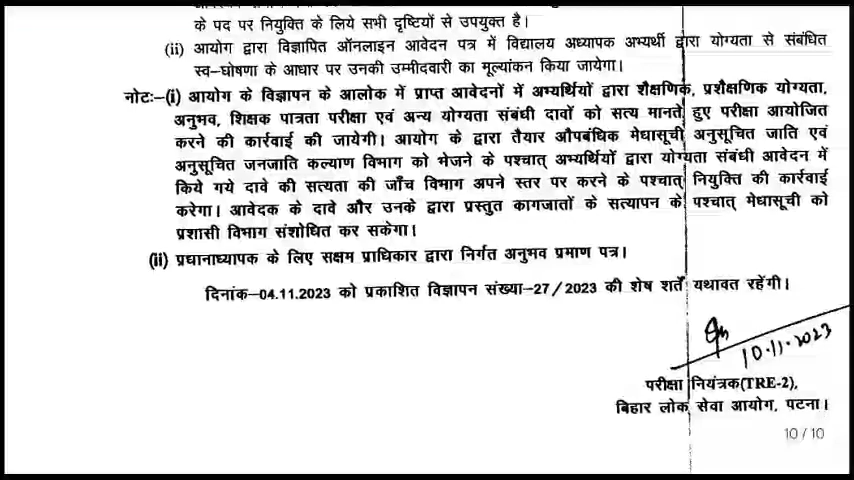 के पद पर नियुक्ति के लिये सभी दृष्टियों से उपयुक्त है।
(ii) आयोग द्वारा विज्ञापित ऑनलाइन आवेदन पत्र में विद्यालय अध्यापक अभ्यर्थी द्वारा योग्यता से संबंधित
स्व-घोषणा के आधार पर उनकी उम्मीदवारी का मूल्यांकन किया जायेगा।
नोटः-(i) आयोग के विज्ञापन के आलोक में प्राप्त आवेदनों में अभ्यर्थियों द्वारा शैक्षणिक, प्रशैक्षणिक योग्यता,
अनुभव, शिक्षक पात्रता परीक्षा एवं अन्य योग्यता संबंधी दावों को सत्य मानते हुए परीक्षा आयोजित
करने की कार्रवाई की जायेगी। आयोग के द्वारा तैयार औपबंधिक मेधासूची अनुसूचित जाति एवं
अनुसूचित जनजाति कल्याण विभाग को भेजने के पश्चात् अभ्यर्थियों द्वारा योग्यता संबंधी आवेदन में
किये गये दावे की सत्यता की जाँच विभाग अपने स्तर पर करने के पश्चात् नियुक्ति की कार्रवाई
करेगा। आवेदक के दावे और उनके द्वारा प्रस्तुत कागजातों के सत्यापन के पश्चात् मेधासूची को
प्रशासी विभाग संशोधित कर सकेगा।
(ii) प्रधानाध्यापक के लिए सक्षम प्राधिकार द्वारा निर्गत अनुभव प्रमाण पत्र।
दिनांक-04.11.2023 को प्रकाशित विज्ञापन संख्या-27/2023 की शेष शर्तें यथावत रहेंगी।
10.11.2023
परीक्षा नियंत्रक(TRE-2),
बिहार लोक सेवा आयोग, पटना।
10/10